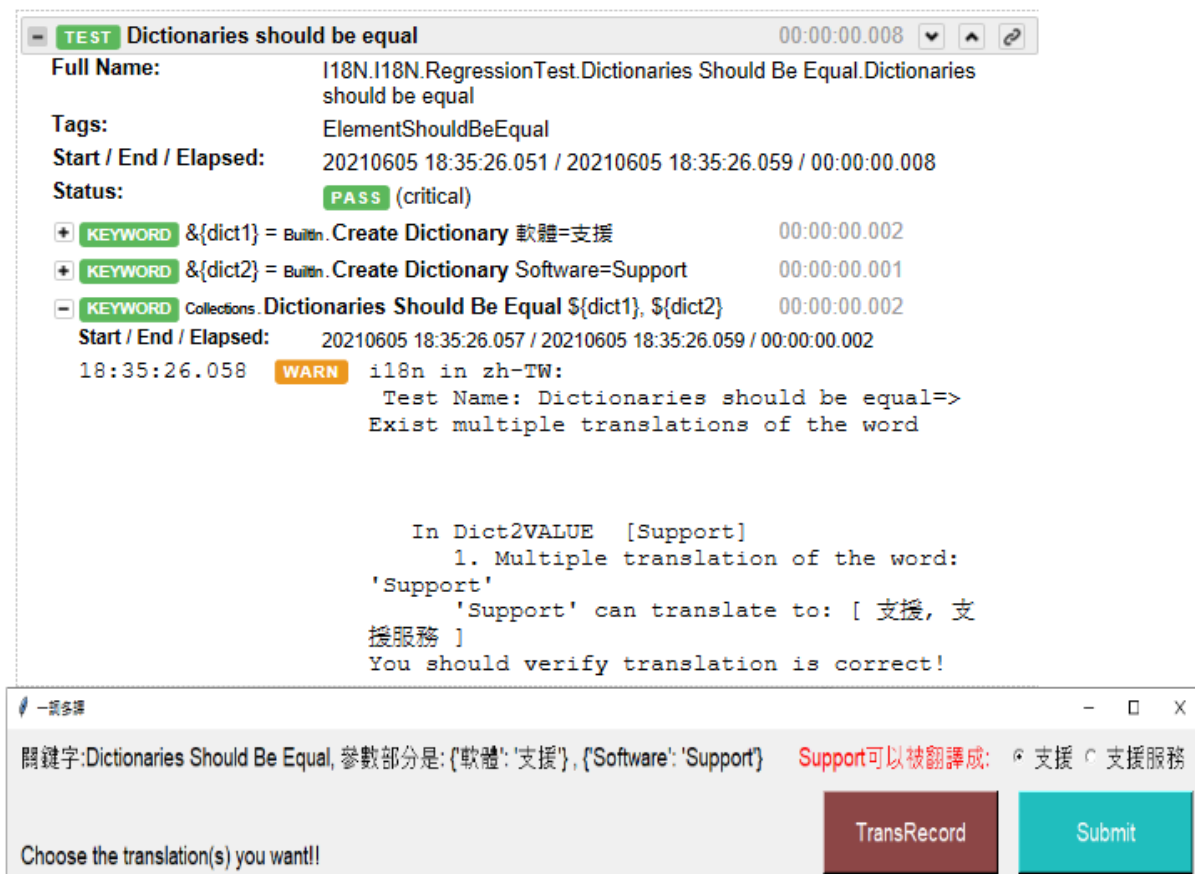 - TEST Dictionaries should be equal 00:00:00.008
Full Name: I18N.I18N.RegressionTest.Dictionaries Should Be Equal.Dictionaries
should be equal
Tags: ElementShouldBeEqual
Start / End / Elapsed: 20210605 18:35:26.051 / 20210605 18:35:26.059 / 00:00:00.008
Status: PASS (critical)
+ KEYWORD &{dict1} = BuiltIn.Create Dictionary 軟體=支援 00:00:00.002
+ KEYWORD &{dict2} = BuiltIn.Create Dictionary Software=Support 00:00:00.001
- KEYWORD Collections.Dictionaries Should Be Equal ${dict1}, ${dict2} 00:00:00.002
Start / End / Elapsed: 20210605 18:35:26.057 / 20210605 18:35:26.059 / 00:00:00.002
18:35:26.058 WARN i18n in zh-TW:
Test Name: Dictionaries should be equal=>
Exist multiple translations of the word
In Dict2VALUE [Support]
1. Multiple translation of the word:
'Support'
'Support' can translate to: [ 支援, 支
援服務 ]
You should verify translation is correct!
一詞多譯
關鍵字:Dictionaries Should Be Equal, 參數部分是: {'軟體': '支援'} , {'Software': 'Support'} Support可以被翻譯成: 支援 支援服務
TransRecord Submit
Choose the translation(s) you want!!